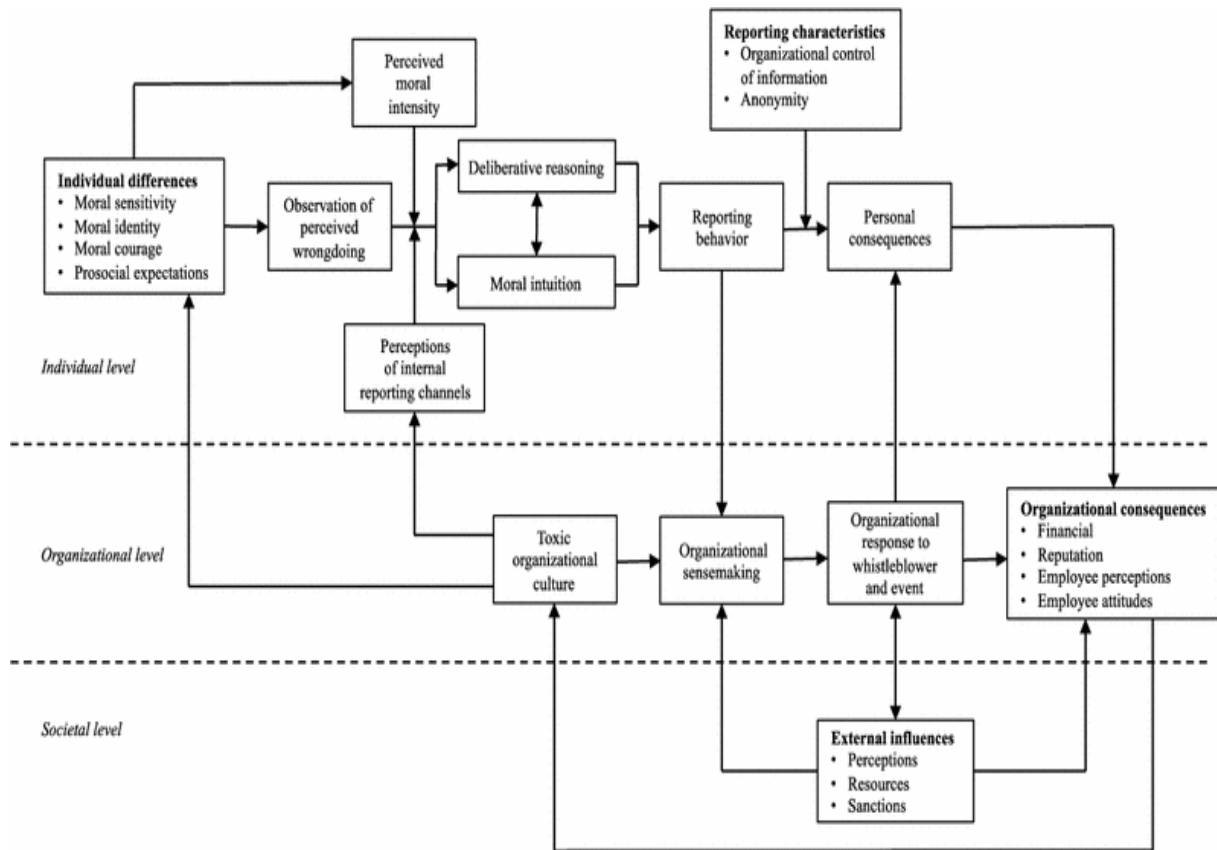 Reporting characteristics
• Organizational control
of information
• Anonymity
Perceived
moral
intensity
Individual differences
• Moral sensitivity
• Moral identity
• Moral courage
• Prosocial expectations
Observation of
perceived
wrongdoing
Deliberative reasoning
Moral intuition
Reporting
behavior
Personal
consequences
Perceptions
of internal
reporting channels
Individual level
Organizational level
Toxic
organizational
culture
Organizational
sensemaking
Organizational
response to
whistleblower
and event
Organizational consequences
• Financial
• Reputation
• Employee perceptions
• Employee attitudes
Societal level
External influences
• Perceptions
• Resources
• Sanctions